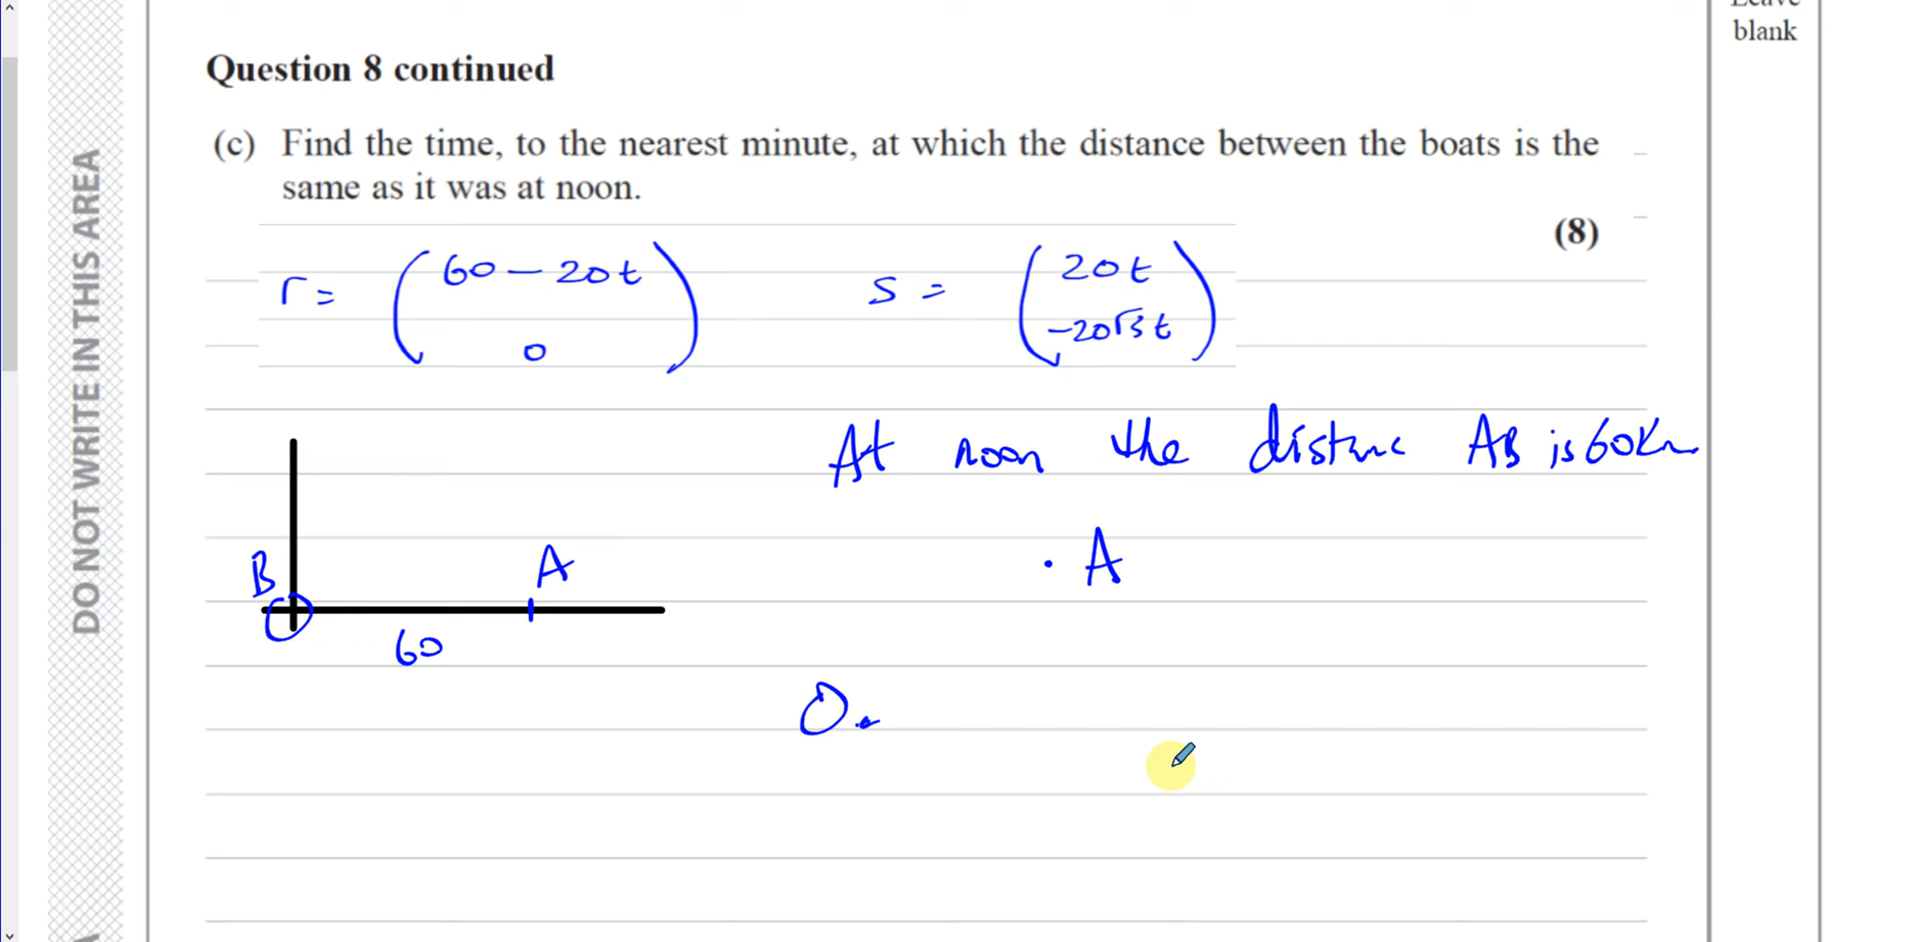 Leave
blank
DO NOT WRITE IN THIS AREA
Question 8 continued
(c) Find the time, to the nearest minute, at which the distance between the boats is the
same as it was at noon.
(8)
r = (60 - 20t
0)
s = (20t
-20√3 t)
At noon the distnc AB is 60km
B
A
60
. A
O.